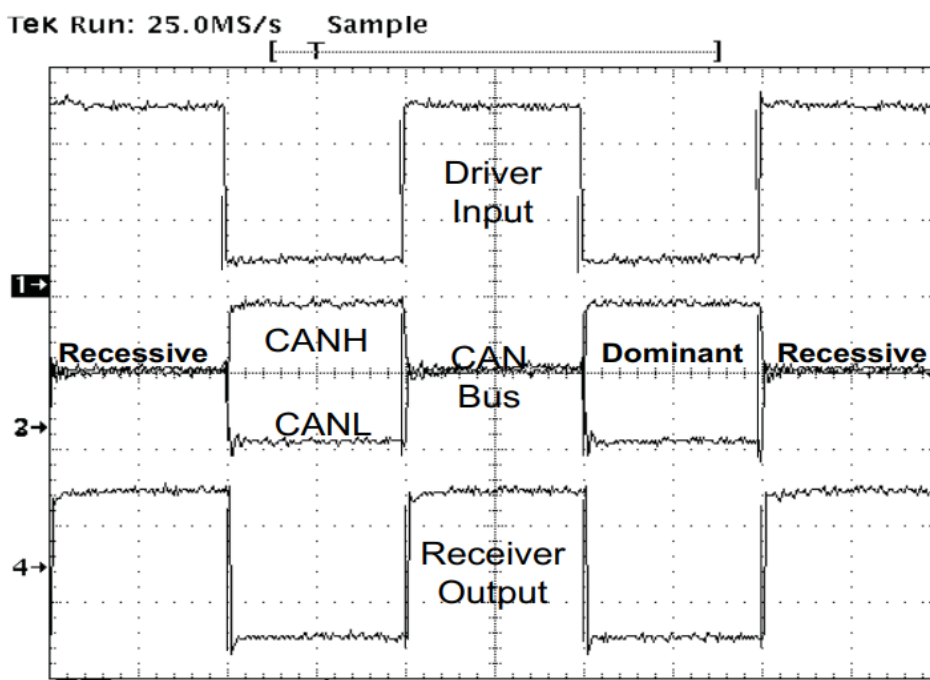 Tek Run: 25.0MS/s Sample
[ T ]
Driver
Input
1→
CANH
Recessive
CAN
Dominant
Recessive
Bus
CANL
2→
Receiver
4→
Output